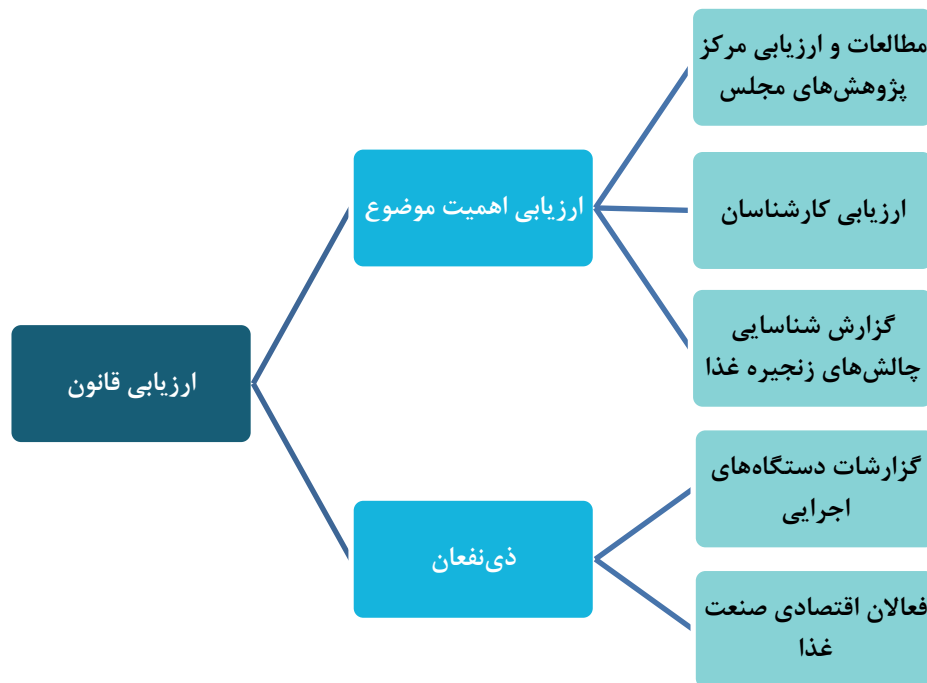 مطالعات و ارزیابی مرکز
پژوهش‌های مجلس
ارزیابی اهمیت موضوع
ارزیابی کارشناسان
گزارش شناسایی
چالش‌های زنجیره غذا
ارزیابی قانون
گزارشات دستگاه‌های
اجرایی
ذی‌نفعان
فعالان اقتصادی صنعت
غذا